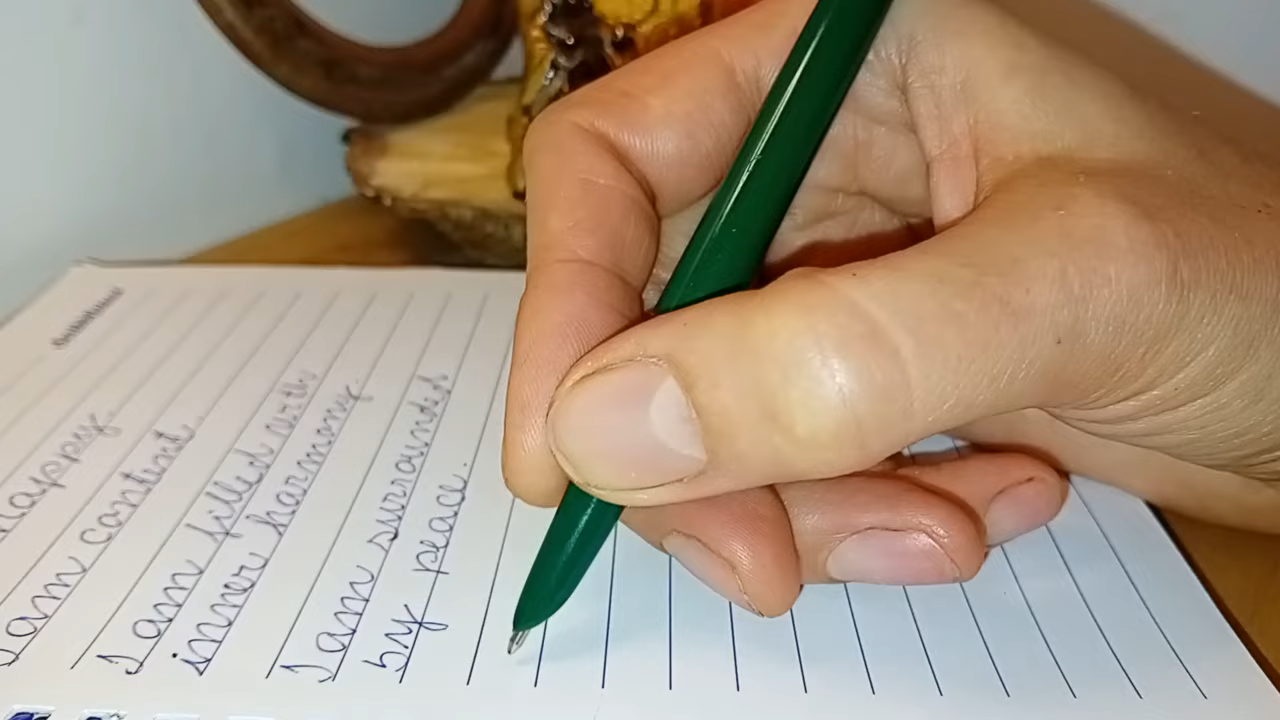 happy
I am content
I am filled with
inner harmony.
I am surrounded
by peace.